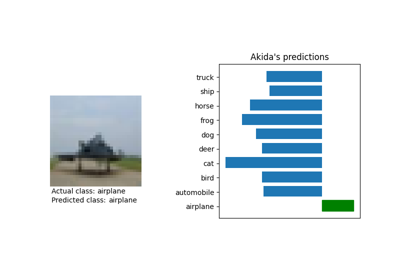 Akida's predictions
truck
ship
horse
frog
dog
deer
cat
bird
automobile
airplane
Actual class: airplane
Predicted class: airplane